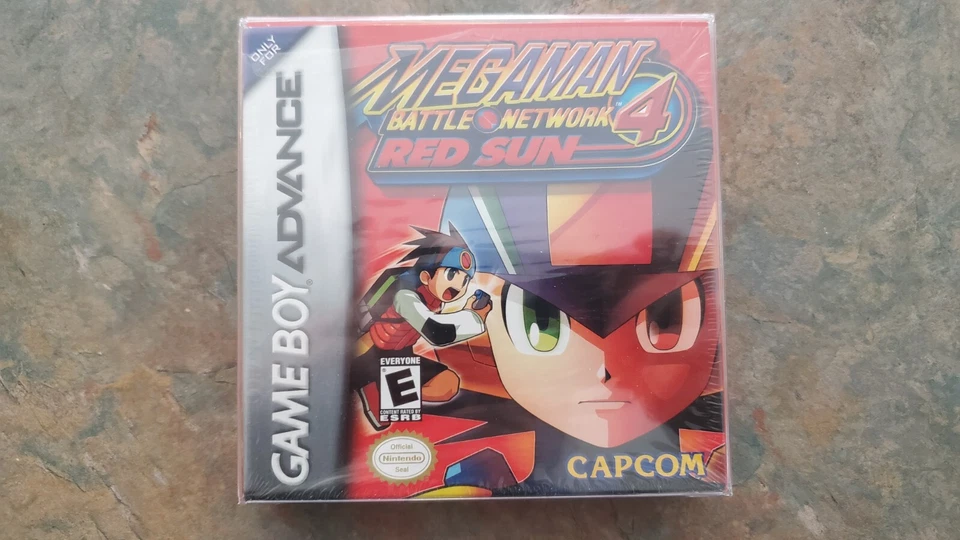 ONLY
FOR
GAME BOY ADVANCE
MEGAMAN™
BATTLE NETWORK 4
RED SUN
EVERYONE
E
CONTENT RATED BY
ESRB
Official
Nintendo
Seal
CAPCOM